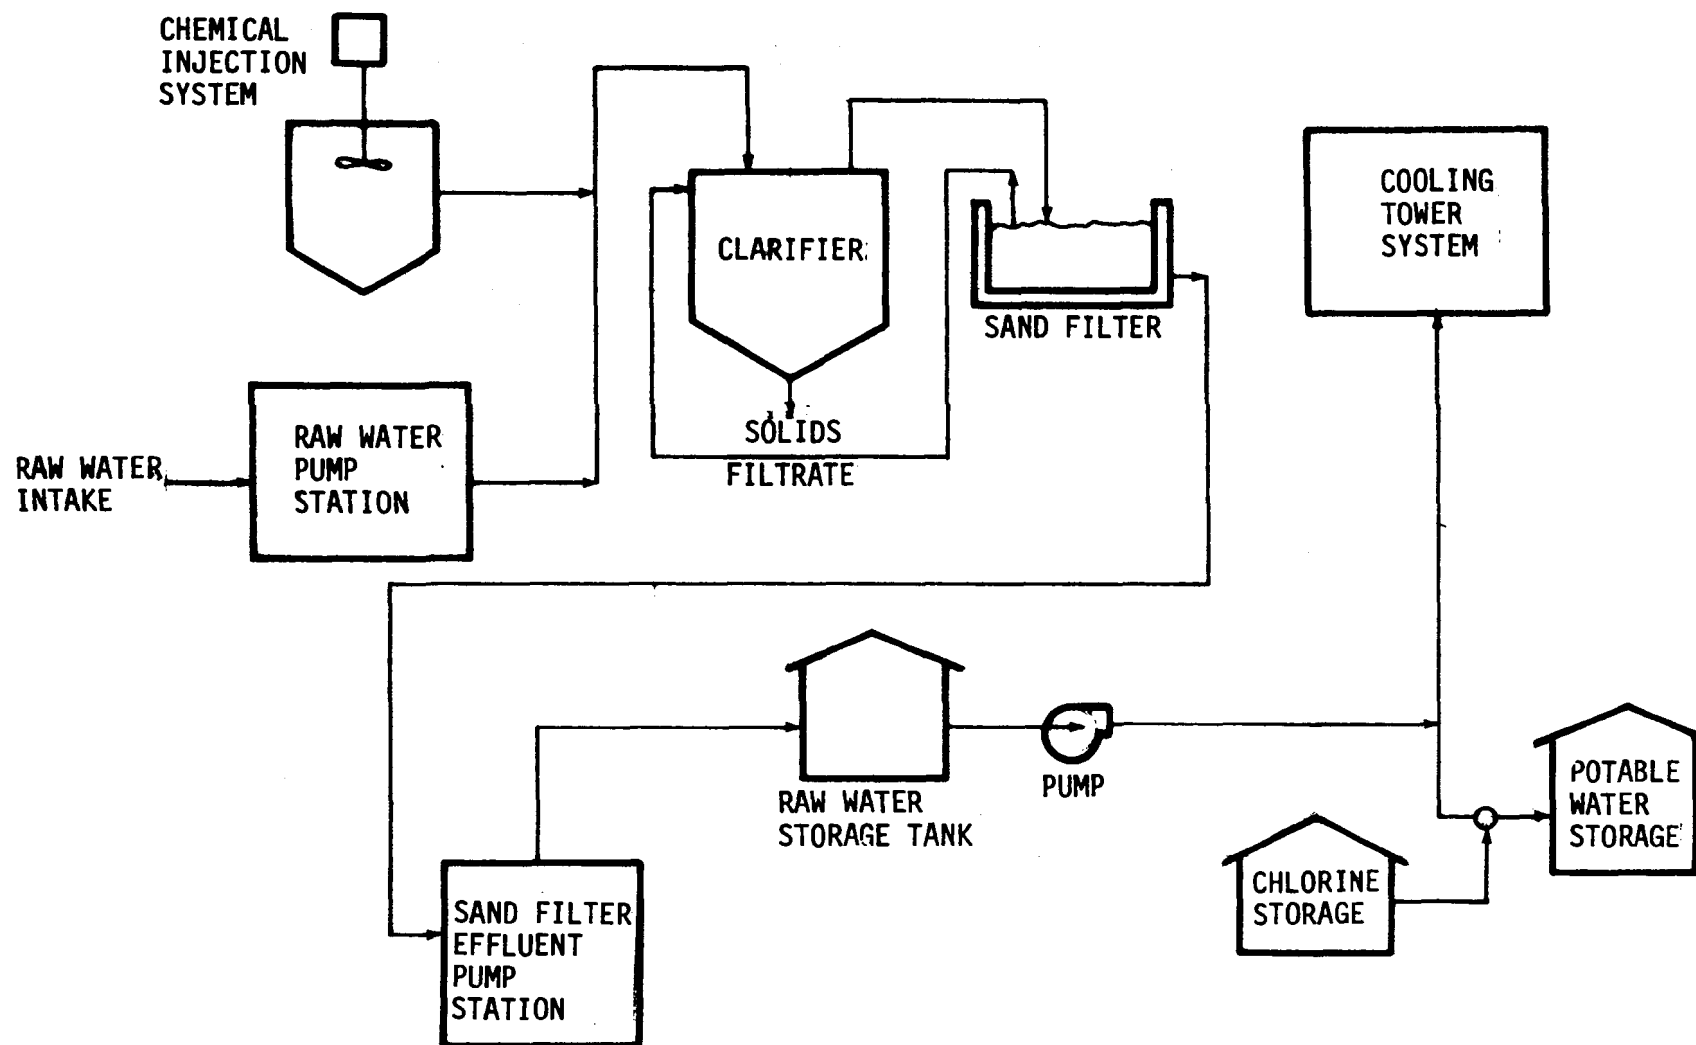 CHEMICAL
INJECTION
SYSTEM
CLARIFIER
SAND FILTER
COOLING
TOWER
SYSTEM
RAW WATER
INTAKE
RAW WATER
PUMP
STATION
SOLIDS
FILTRATE
RAW WATER
STORAGE TANK
PUMP
POTABLE
WATER
STORAGE
CHLORINE
STORAGE
SAND FILTER
EFFLUENT
PUMP
STATION